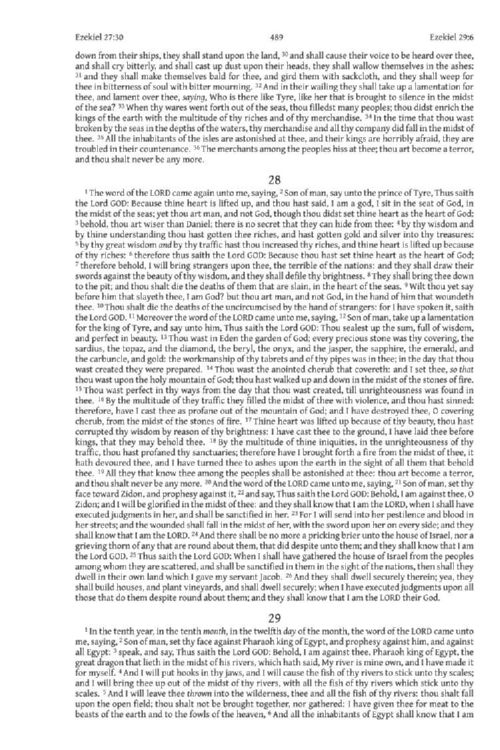 Ezekiel 27:30 489 Ezekiel 29:6
down from their ships, they shall stand upon the land, 30 and shall cause their voice to be heard over thee,
and shall cry bitterly, and shall cast up dust upon their heads, they shall wallow themselves in the ashes:
31 and they shall make themselves bald for thee, and gird them with sackcloth, and they shall weep for
thee in bitterness of soul with bitter mourning. 32 And in their wailing they shall take up a lamentation for
thee, and lament over thee, saying, Who is there like Tyre, like her that is brought to silence in the midst
of the sea? 33 When thy wares went forth out of the seas, thou filledst many peoples; thou didst enrich the
kings of the earth with the multitude of thy riches and of thy merchandise. 34 In the time that thou wast
broken by the seas in the depths of the waters, thy merchandise and all thy company did fall in the midst of
thee. 35 All the inhabitants of the isles are astonished at thee, and their kings are horribly afraid, they are
troubled in their countenance. 36 The merchants among the peoples hiss at thee; thou art become a terror,
and thou shalt never be any more.
28
1 The word of the LORD came again unto me, saying, 2 Son of man, say unto the prince of Tyre, Thus saith
the Lord GOD: Because thine heart is lifted up, and thou hast said, I am a god, I sit in the seat of God, in
the midst of the seas; yet thou art man, and not God, though thou didst set thine heart as the heart of God:
3 behold, thou art wiser than Daniel; there is no secret that they can hide from thee: 4 by thy wisdom and
by thine understanding thou hast gotten thee riches, and hast gotten gold and silver into thy treasures:
5 by thy great wisdom and by thy traffic hast thou increased thy riches, and thine heart is lifted up because
of thy riches: 6 therefore thus saith the Lord GOD: Because thou hast set thine heart as the heart of God;
7 therefore behold, I will bring strangers upon thee, the terrible of the nations: and they shall draw their
swords against the beauty of thy wisdom, and they shall defile thy brightness. 8 They shall bring thee down
to the pit; and thou shalt die the deaths of them that are slain, in the heart of the seas. 9 Wilt thou yet say
before him that slayeth thee, I am God? but thou art man, and not God, in the hand of him that woundeth
thee. 10 Thou shalt die the deaths of the uncircumcised by the hand of strangers: for I have spoken it, saith
the Lord GOD. 11 Moreover the word of the LORD came unto me, saying, 12 Son of man, take up a lamentation
for the king of Tyre, and say unto him, Thus saith the Lord GOD: Thou sealest up the sum, full of wisdom,
and perfect in beauty. 13 Thou wast in Eden the garden of God; every precious stone was thy covering, the
sardius, the topaz, and the diamond, the beryl, the onyx, and the jasper, the sapphire, the emerald, and
the carbuncle, and gold: the workmanship of thy tabrets and of thy pipes was in thee; in the day that thou
wast created they were prepared. 14 Thou wast the anointed cherub that covereth: and I set thee, so that
thou wast upon the holy mountain of God; thou hast walked up and down in the midst of the stones of fire.
15 Thou wast perfect in thy ways from the day that thou wast created, till unrighteousness was found in
thee. 16 By the multitude of thy traffic they filled the midst of thee with violence, and thou hast sinned:
therefore, have I cast thee as profane out of the mountain of God; and I have destroyed thee, O covering
cherub, from the midst of the stones of fire. 17 Thine heart was lifted up because of thy beauty, thou hast
corrupted thy wisdom by reason of thy brightness: I have cast thee to the ground, I have laid thee before
kings, that they may behold thee. 18 By the multitude of thine iniquities, in the unrighteousness of thy
traffic, thou hast profaned thy sanctuaries; therefore have I brought forth a fire from the midst of thee, it
hath devoured thee, and I have turned thee to ashes upon the earth in the sight of all them that behold
thee. 19 All they that know thee among the peoples shall be astonished at thee: thou art become a terror,
and thou shalt never be any more. 20 And the word of the LORD came unto me, saying, 21 Son of man, set thy
face toward Zidon, and prophesy against it, 22 and say, Thus saith the Lord GOD: Behold, I am against thee, O
Zidon; and I will be glorified in the midst of thee: and they shall know that I am the LORD, when I shall have
executed judgments in her, and shall be sanctified in her. 23 For I will send into her pestilence and blood in
her streets; and the wounded shall fall in the midst of her, with the sword upon her on every side; and they
shall know that I am the LORD. 24 And there shall be no more a pricking brier unto the house of Israel, nor a
grieving thorn of any that are round about them, that did despite unto them; and they shall know that I am
the Lord GOD. 25 Thus saith the Lord GOD: When I shall have gathered the house of Israel from the peoples
among whom they are scattered, and shall be sanctified in them in the sight of the nations, then shall they
dwell in their own land which I gave my servant Jacob. 26 And they shall dwell securely therein; yea, they
shall build houses, and plant vineyards, and shall dwell securely; when I have executed judgments upon all
those that do them despite round about them; and they shall know that I am the LORD their God.
29
1 In the tenth year, in the tenth month, in the twelfth day of the month, the word of the LORD came unto
me, saying, 2 Son of man, set thy face against Pharaoh king of Egypt, and prophesy against him, and against
all Egypt: 3 speak, and say, Thus saith the Lord GOD: Behold, I am against thee, Pharaoh king of Egypt, the
great dragon that lieth in the midst of his rivers, which hath said, My river is mine own, and I have made it
for myself. 4 And I will put hooks in thy jaws, and I will cause the fish of thy rivers to stick unto thy scales;
and I will bring thee up out of the midst of thy rivers, with all the fish of thy rivers which stick unto thy
scales. 5 And I will leave thee thrown into the wilderness, thee and all the fish of thy rivers: thou shalt fall
upon the open field; thou shalt not be brought together, nor gathered: I have given thee for meat to the
beasts of the earth and to the fowls of the heaven, 6 And all the inhabitants of Egypt shall know that I am